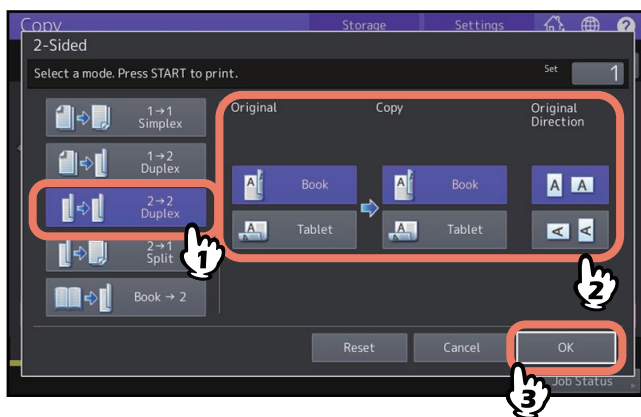 Copy Storage Settings ?
2-Sided
Select a mode. Press START to print. Set 1
Original Copy Original
Direction
1→1
Simplex
1→2
Duplex
2→2
Duplex
2→1
Split
Book → 2
A Book A Book A A
A Tablet A Tablet A A
1
2
Reset Cancel OK
3
Job Status